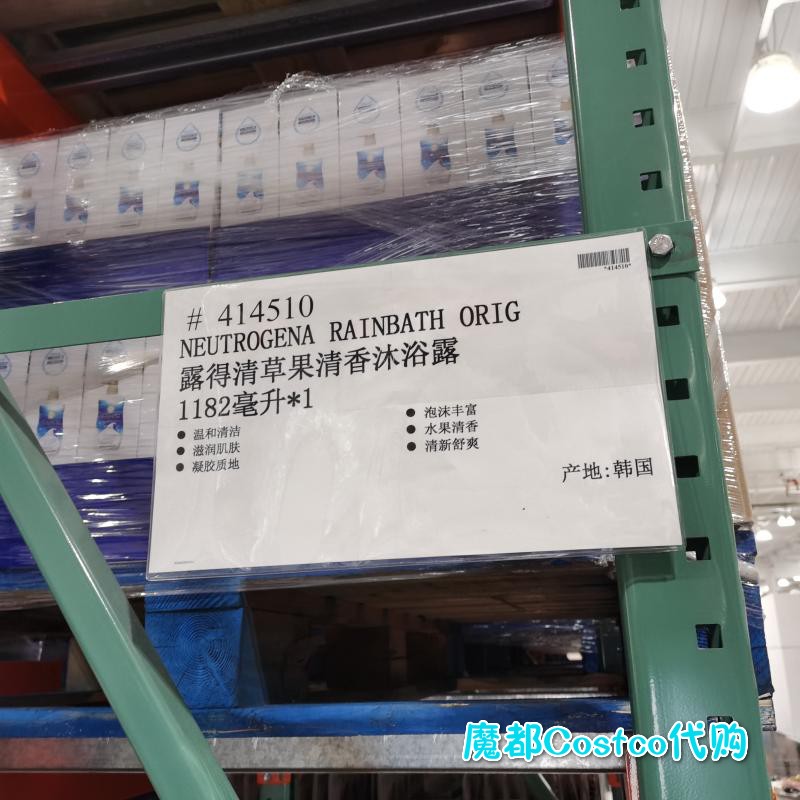 *414510*
# 414510
NEUTROGENA RAINBATH ORIG
露得清草果清香沐浴露
1182毫升*1
● 温和清洁
● 滋润肌肤
● 凝胶质地
● 泡沫丰富
● 水果清香
● 清新舒爽
产地:韩国
魔都Costco代购